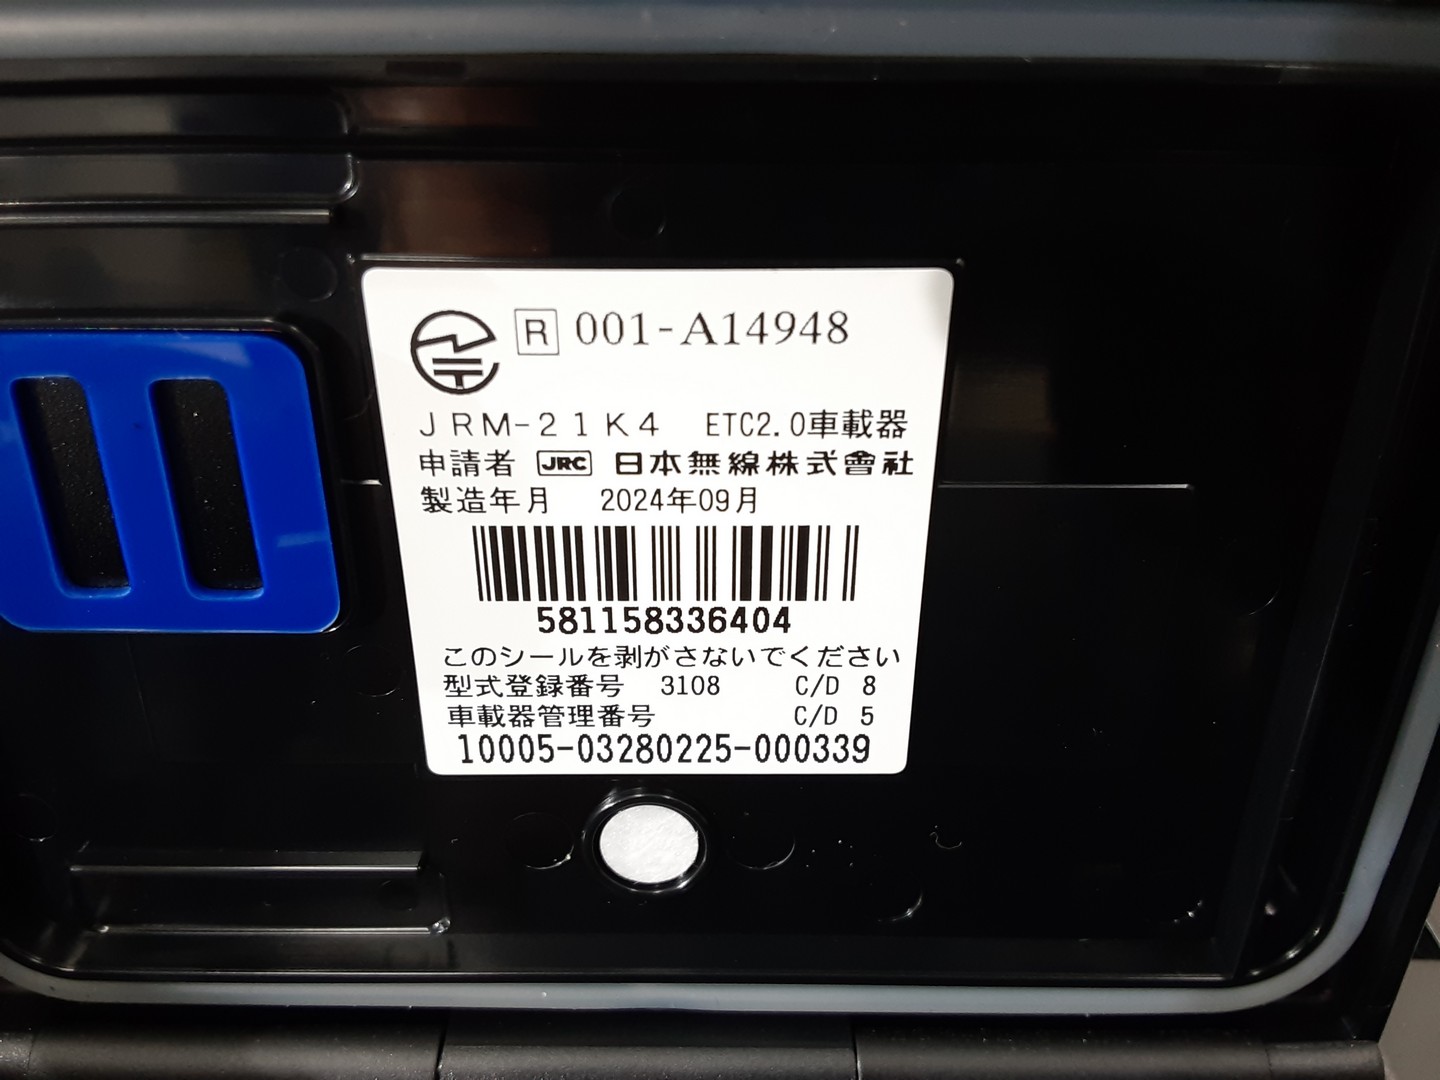 R 001-A14948
JRM-21K4 ETC2.0車載器
申請者 JRC 日本無線株式會社
製造年月 2024年09月
581158336404
このシールを剥がさないでください
型式登録番号 3108 C/D 8
車載器管理番号 C/D 5
10005-03280225-000339